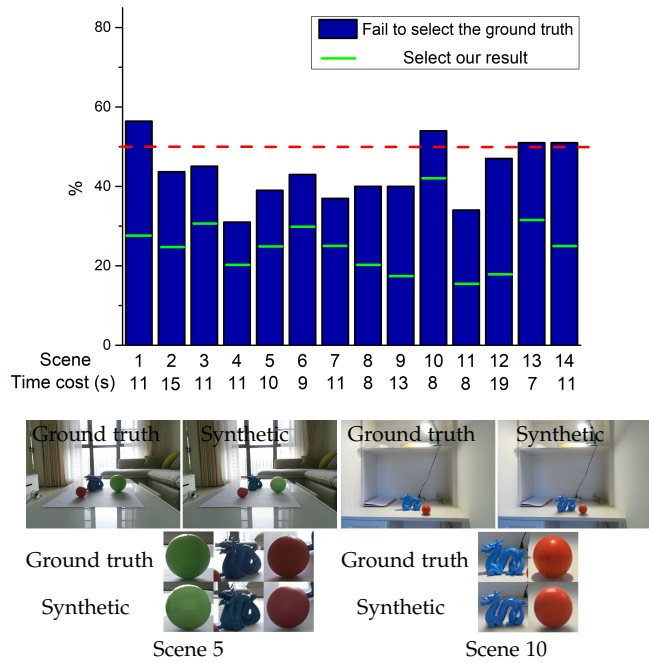 80
Fail to select the ground truth
Select our result
60
%
40
20
0
Scene 1 2 3 4 5 6 7 8 9 10 11 12 13 14
Time cost (s) 11 15 11 11 10 9 11 8 13 8 8 19 7 11
Ground truth Synthetic Ground truth Synthetic
Ground truth Ground truth
Synthetic Synthetic
Scene 5 Scene 10